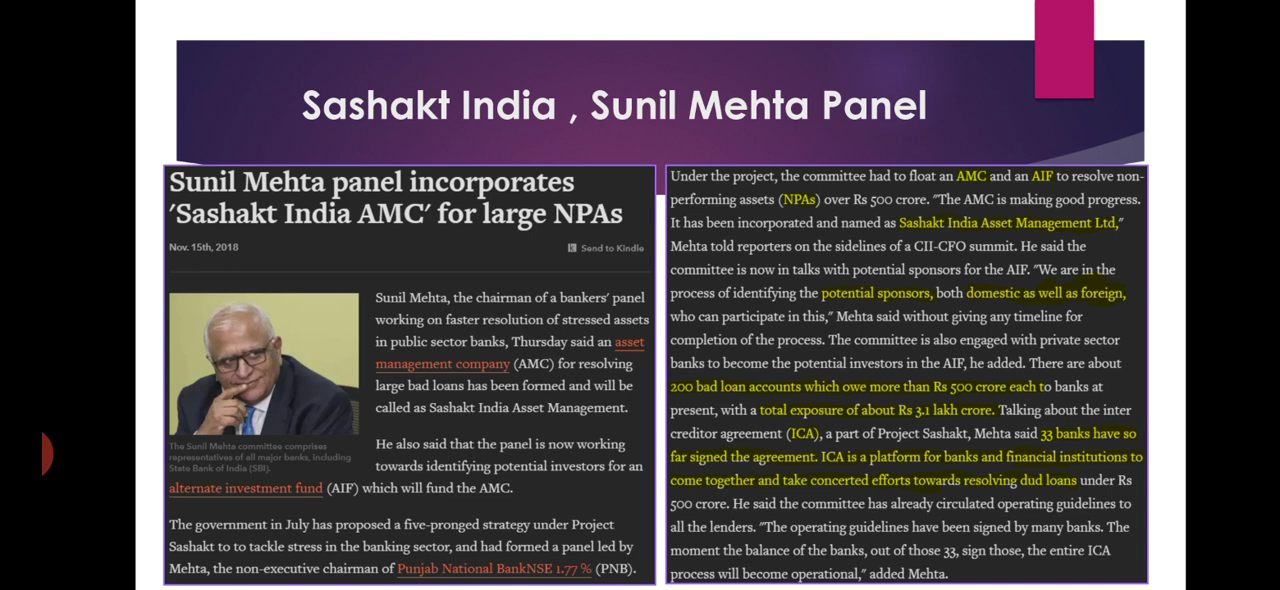 Sashakt India , Sunil Mehta Panel
Sunil Mehta panel incorporates
'Sashakt India AMC' for large NPAs
Nov. 15th, 2018
Send to Kindle
Sunil Mehta, the chairman of a bankers' panel
working on faster resolution of stressed assets
in public sector banks, Thursday said an asset
management company (AMC) for resolving
large bad loans has been formed and will be
called as Sashakt India Asset Management.
The Sunil Mehta committee comprises
representatives of all major banks, including
State Bank of India (SBI).
He also said that the panel is now working
towards identifying potential investors for an
alternate investment fund (AIF) which will fund the AMC.
The government in July has proposed a five-pronged strategy under Project
Sashakt to to tackle stress in the banking sector, and had formed a panel led by
Mehta, the non-executive chairman of Punjab National BankNSE 1.77 % (PNB).
Under the project, the committee had to float an AMC and an AIF to resolve non-
performing assets (NPAs) over Rs 500 crore. "The AMC is making good progress.
It has been incorporated and named as Sashakt India Asset Management Ltd,"
Mehta told reporters on the sidelines of a CII-CFO summit. He said the
committee is now in talks with potential sponsors for the AIF. "We are in the
process of identifying the potential sponsors, both domestic as well as foreign,
who can participate in this," Mehta said without giving any timeline for
completion of the process. The committee is also engaged with private sector
banks to become the potential investors in the AIF, he added. There are about
200 bad loan accounts which owe more than Rs 500 crore each to banks at
present, with a total exposure of about Rs 3.1 lakh crore. Talking about the inter
creditor agreement (ICA), a part of Project Sashakt, Mehta said 33 banks have so
far signed the agreement. ICA is a platform for banks and financial institutions to
come together and take concerted efforts towards resolving dud loans under Rs
500 crore. He said the committee has already circulated operating guidelines to
all the lenders. "The operating guidelines have been signed by many banks. The
moment the balance of the banks, out of those 33, sign those, the entire ICA
process will become operational," added Mehta.